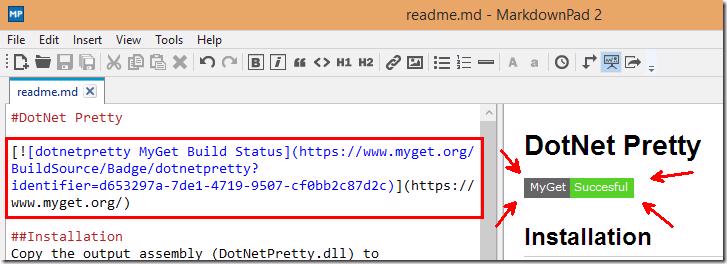 MP readme.md - MarkdownPad 2
File Edit Insert View Tools Help
B i “ <> H1 H2 A a
readme.md x
#DotNet Pretty
[![dotnetpretty MyGet Build Status](https://www.myget.org/
BuildSource/Badge/dotnetpretty?
identifier=d653297a-7de1-4719-9507-cf0bb2c87d2c)](https://
www.myget.org/)
##Installation
Copy the output assembly (DotNetPretty.dll) to
DotNet Pretty
MyGet Succesful
Installation